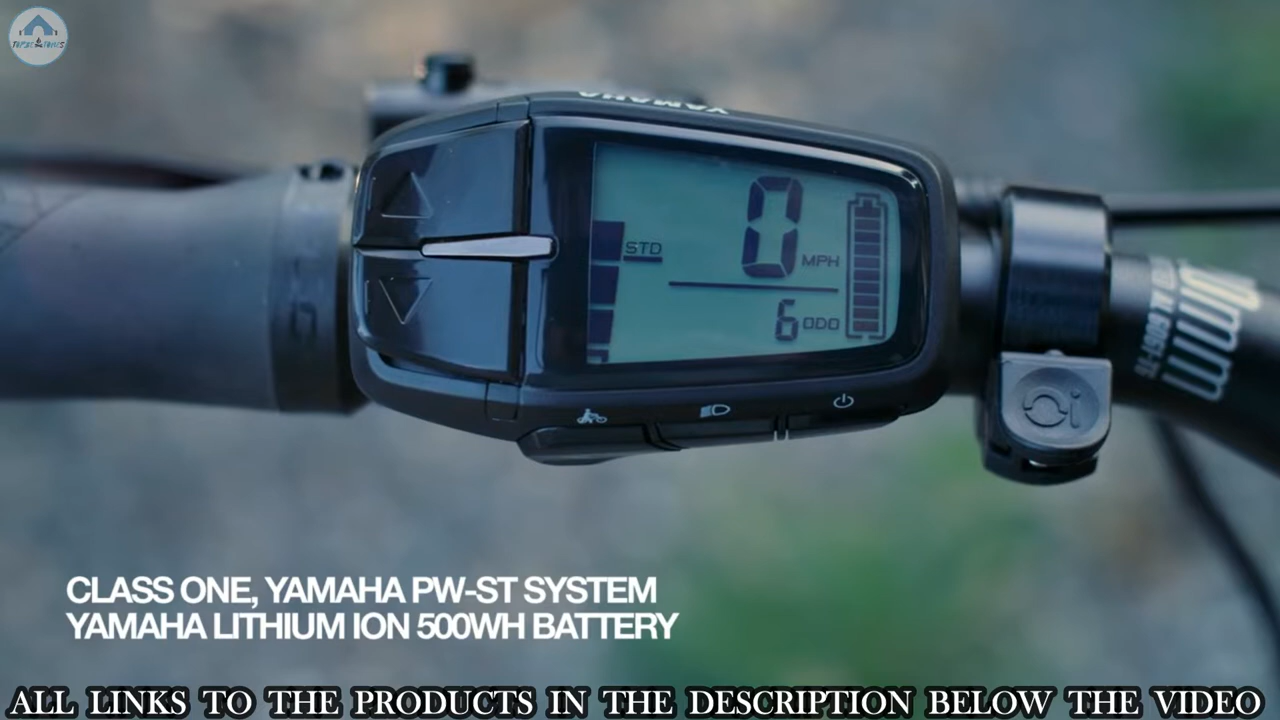 YAMAHA
STD
0 MPH
6 ODO
CLASS ONE, YAMAHA PW-ST SYSTEM
YAMAHA LITHIUM ION 500WH BATTERY
ALL LINKS TO THE PRODUCTS IN THE DESCRIPTION BELOW THE VIDEO